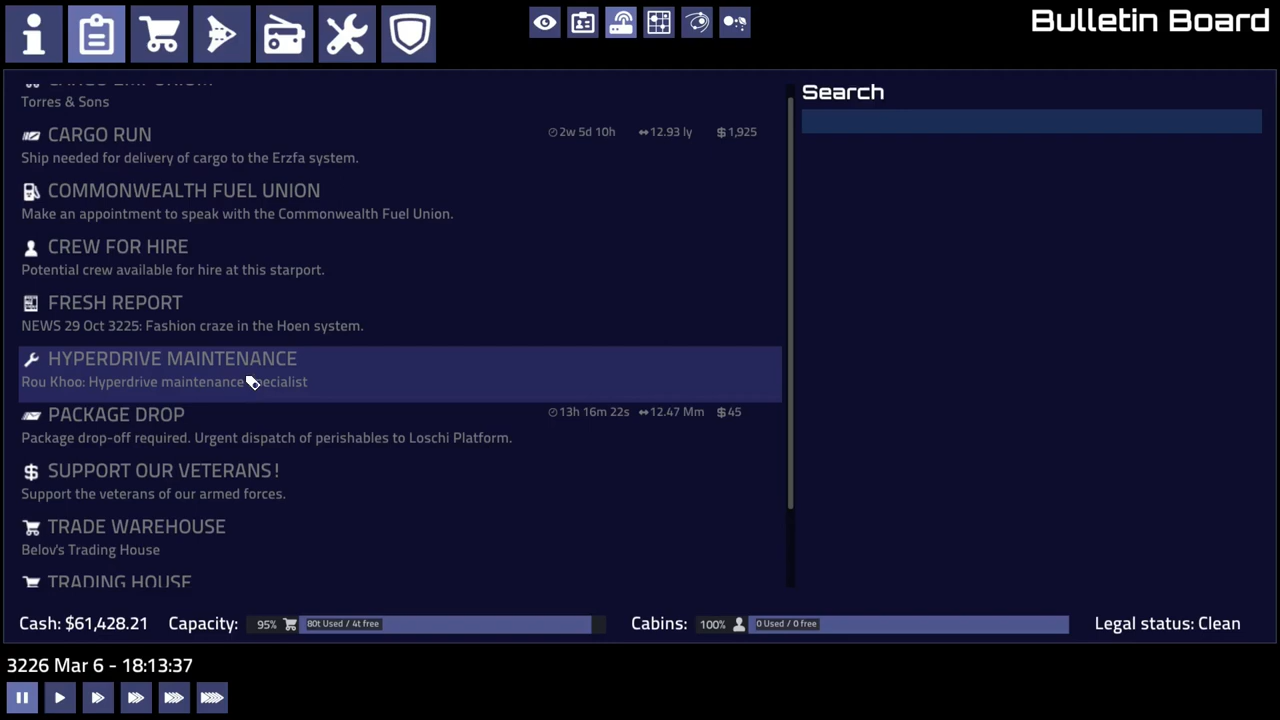 Bulletin Board
Torres & Sons
CARGO RUN
2w 5d 10h 12.93 ly $1,925
Ship needed for delivery of cargo to the Erzfa system.
COMMONWEALTH FUEL UNION
Make an appointment to speak with the Commonwealth Fuel Union.
CREW FOR HIRE
Potential crew available for hire at this starport.
FRESH REPORT
NEWS 29 Oct 3225: Fashion craze in the Hoen system.
HYPERDRIVE MAINTENANCE
Rou Khoo: Hyperdrive maintenance specialist
PACKAGE DROP
13h 16m 22s 12.47 Mm $45
Package drop-off required. Urgent dispatch of perishables to Loschi Platform.
SUPPORT OUR VETERANS!
Support the veterans of our armed forces.
TRADE WAREHOUSE
Belov's Trading House
TRADING HOUSE
Search
Cash: $61,428.21 Capacity: 95% 80t Used / 4t free Cabins: 100% 0 Used / 0 free Legal status: Clean
3226 Mar 6 - 18:13:37